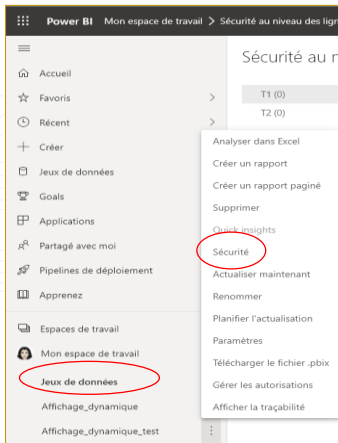 Power BI Mon espace de travail > Sécurité au niveau des lign
Sécurité au n
Accueil
Favoris
Récent
Créer
Jeux de données
Goals
Applications
Partagé avec moi
Pipelines de déploiement
Apprenez
Espaces de travail
Mon espace de travail
Jeux de données
Affichage_dynamique
Affichage_dynamique_test
T1 (0)
T2 (0)
Analyser dans Excel
Créer un rapport
Créer un rapport paginé
Supprimer
Quick insights
Sécurité
Actualiser maintenant
Renommer
Planifier l'actualisation
Paramètres
Télécharger le fichier .pbix
Gérer les autorisations
Afficher la traçabilité